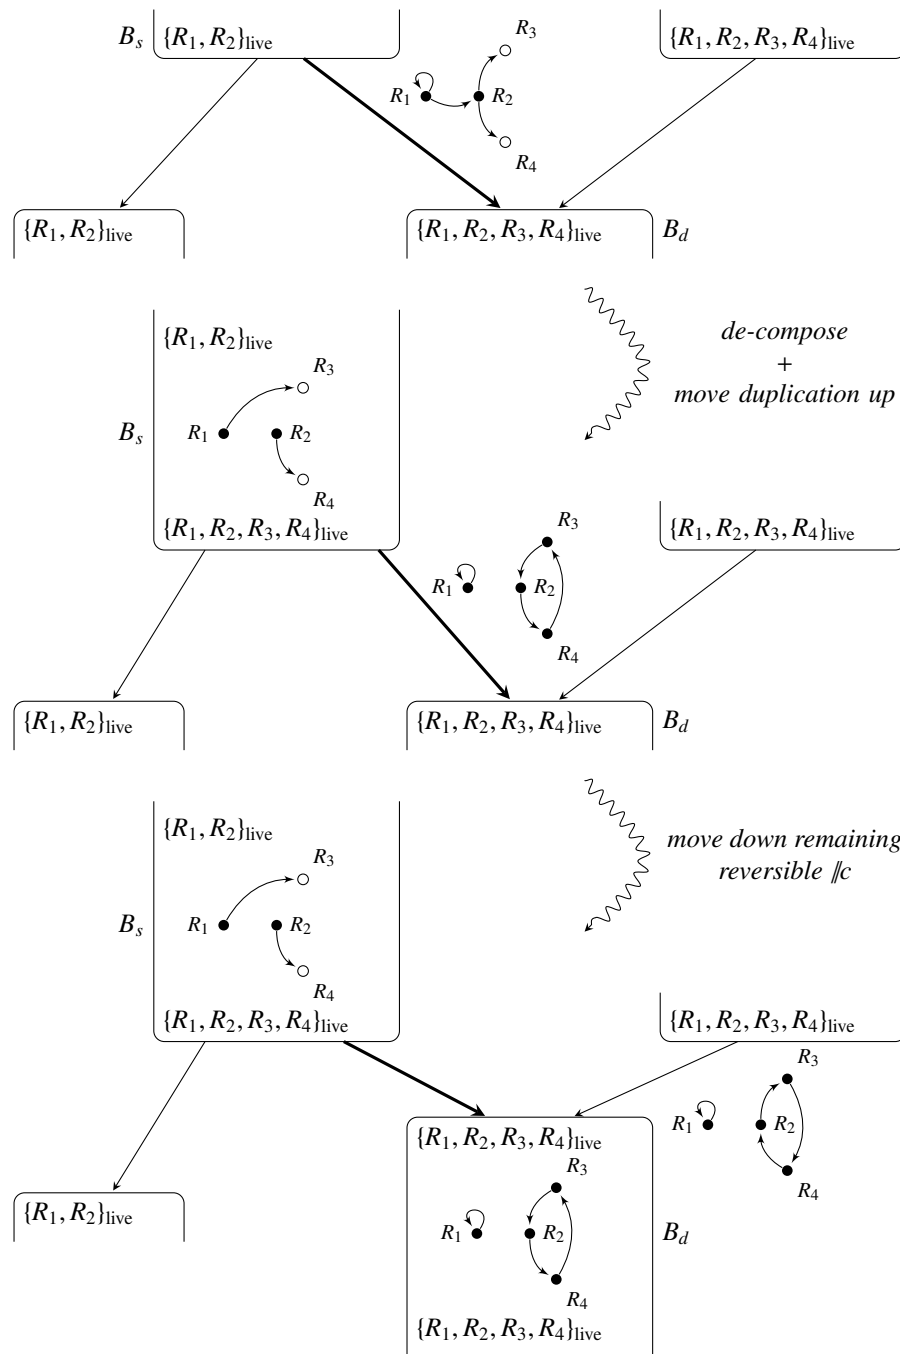 B_s {R_1, R_2}_live {R_1, R_2, R_3, R_4}_live
R_3
R_1 R_2
R_4
{R_1, R_2}_live {R_1, R_2, R_3, R_4}_live B_d
de-compose
+
move duplication up
{R_1, R_2}_live
R_3
B_s R_1 R_2
R_4
{R_1, R_2, R_3, R_4}_live {R_1, R_2, R_3, R_4}_live
R_3
R_1 R_2
R_4
{R_1, R_2}_live {R_1, R_2, R_3, R_4}_live B_d
move down remaining
reversible ∥c
{R_1, R_2}_live
R_3
B_s R_1 R_2
R_4
{R_1, R_2, R_3, R_4}_live {R_1, R_2, R_3, R_4}_live
R_3
R_1 R_2
R_4
{R_1, R_2, R_3, R_4}_live
R_3
{R_1, R_2}_live
R_1 R_2 B_d
R_4
{R_1, R_2, R_3, R_4}_live